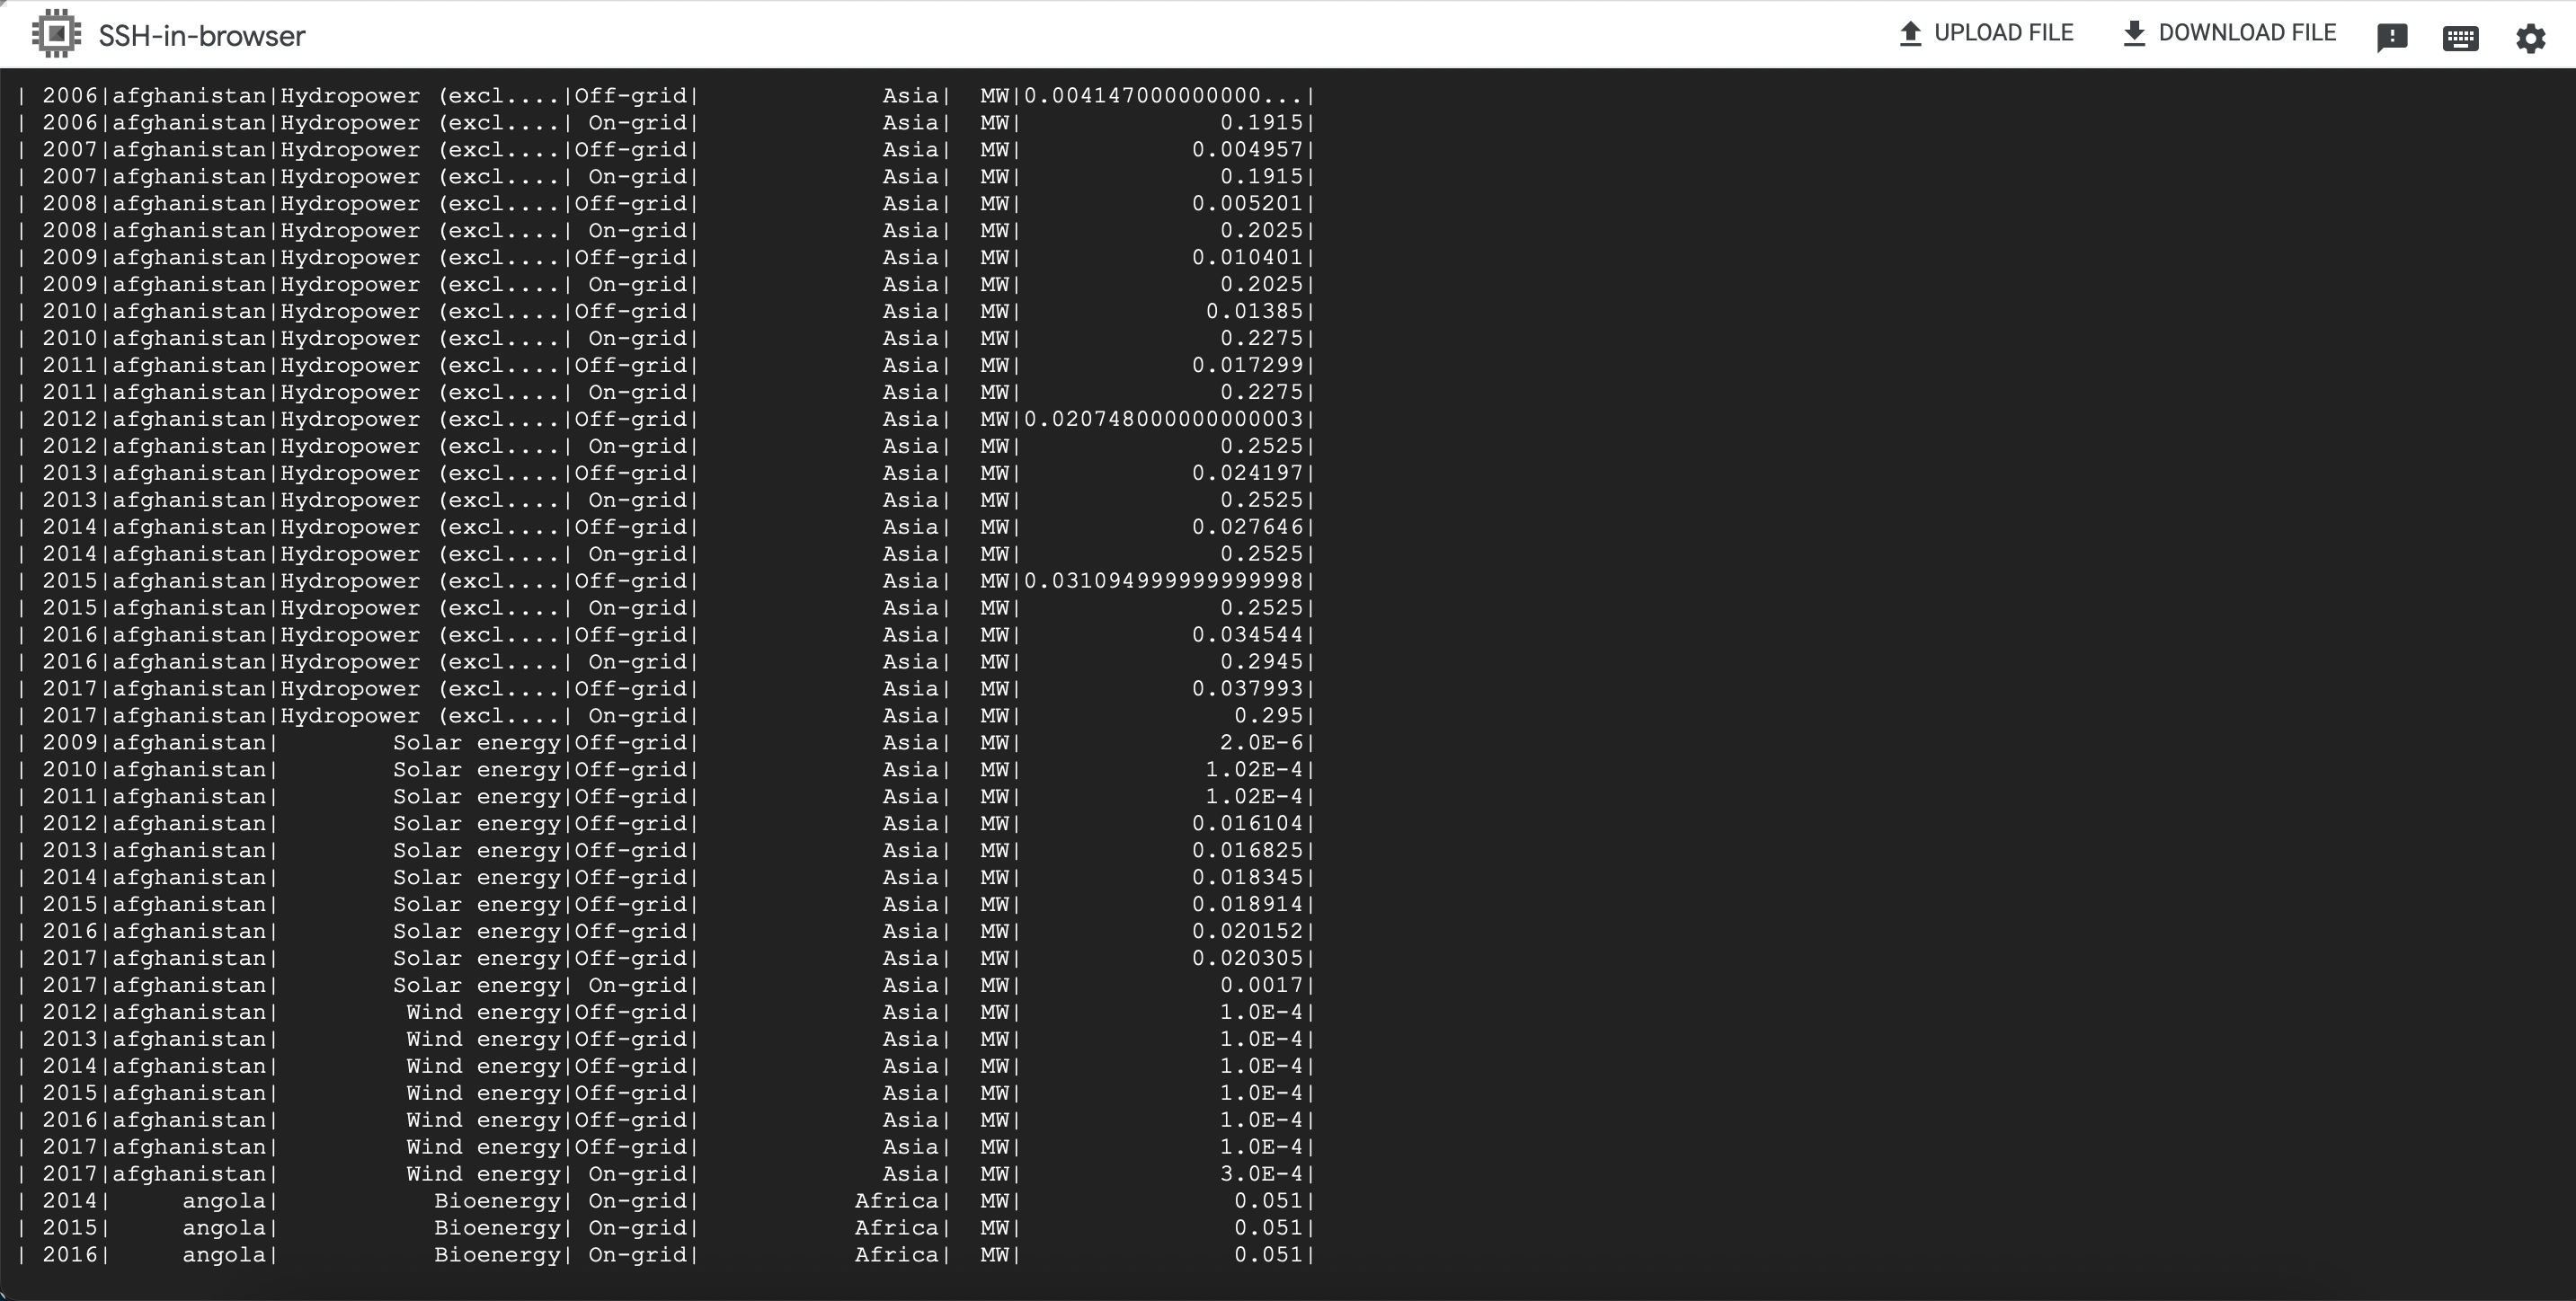 SSH-in-browser UPLOAD FILE DOWNLOAD FILE
| 2006|afghanistan|Hydropower (excl....|Off-grid|             Asia|  MW|0.004147000000000...|
| 2006|afghanistan|Hydropower (excl....| On-grid|             Asia|  MW|              0.1915|
| 2007|afghanistan|Hydropower (excl....|Off-grid|             Asia|  MW|            0.004957|
| 2007|afghanistan|Hydropower (excl....| On-grid|             Asia|  MW|              0.1915|
| 2008|afghanistan|Hydropower (excl....|Off-grid|             Asia|  MW|            0.005201|
| 2008|afghanistan|Hydropower (excl....| On-grid|             Asia|  MW|              0.2025|
| 2009|afghanistan|Hydropower (excl....|Off-grid|             Asia|  MW|            0.010401|
| 2009|afghanistan|Hydropower (excl....| On-grid|             Asia|  MW|              0.2025|
| 2010|afghanistan|Hydropower (excl....|Off-grid|             Asia|  MW|             0.01385|
| 2010|afghanistan|Hydropower (excl....| On-grid|             Asia|  MW|              0.2275|
| 2011|afghanistan|Hydropower (excl....|Off-grid|             Asia|  MW|            0.017299|
| 2011|afghanistan|Hydropower (excl....| On-grid|             Asia|  MW|              0.2275|
| 2012|afghanistan|Hydropower (excl....|Off-grid|             Asia|  MW|0.020748000000000003|
| 2012|afghanistan|Hydropower (excl....| On-grid|             Asia|  MW|              0.2525|
| 2013|afghanistan|Hydropower (excl....|Off-grid|             Asia|  MW|            0.024197|
| 2013|afghanistan|Hydropower (excl....| On-grid|             Asia|  MW|              0.2525|
| 2014|afghanistan|Hydropower (excl....|Off-grid|             Asia|  MW|            0.027646|
| 2014|afghanistan|Hydropower (excl....| On-grid|             Asia|  MW|              0.2525|
| 2015|afghanistan|Hydropower (excl....|Off-grid|             Asia|  MW|0.031094999999999998|
| 2015|afghanistan|Hydropower (excl....| On-grid|             Asia|  MW|              0.2525|
| 2016|afghanistan|Hydropower (excl....|Off-grid|             Asia|  MW|            0.034544|
| 2016|afghanistan|Hydropower (excl....| On-grid|             Asia|  MW|              0.2945|
| 2017|afghanistan|Hydropower (excl....|Off-grid|             Asia|  MW|            0.037993|
| 2017|afghanistan|Hydropower (excl....| On-grid|             Asia|  MW|               0.295|
| 2009|afghanistan|        Solar energy|Off-grid|             Asia|  MW|              2.0E-6|
| 2010|afghanistan|        Solar energy|Off-grid|             Asia|  MW|             1.02E-4|
| 2011|afghanistan|        Solar energy|Off-grid|             Asia|  MW|             1.02E-4|
| 2012|afghanistan|        Solar energy|Off-grid|             Asia|  MW|            0.016104|
| 2013|afghanistan|        Solar energy|Off-grid|             Asia|  MW|            0.016825|
| 2014|afghanistan|        Solar energy|Off-grid|             Asia|  MW|            0.018345|
| 2015|afghanistan|        Solar energy|Off-grid|             Asia|  MW|            0.018914|
| 2016|afghanistan|        Solar energy|Off-grid|             Asia|  MW|            0.020152|
| 2017|afghanistan|        Solar energy|Off-grid|             Asia|  MW|            0.020305|
| 2017|afghanistan|        Solar energy| On-grid|             Asia|  MW|              0.0017|
| 2012|afghanistan|         Wind energy|Off-grid|             Asia|  MW|              1.0E-4|
| 2013|afghanistan|         Wind energy|Off-grid|             Asia|  MW|              1.0E-4|
| 2014|afghanistan|         Wind energy|Off-grid|             Asia|  MW|              1.0E-4|
| 2015|afghanistan|         Wind energy|Off-grid|             Asia|  MW|              1.0E-4|
| 2016|afghanistan|         Wind energy|Off-grid|             Asia|  MW|              1.0E-4|
| 2017|afghanistan|         Wind energy|Off-grid|             Asia|  MW|              1.0E-4|
| 2017|afghanistan|         Wind energy| On-grid|             Asia|  MW|              3.0E-4|
| 2014|     angola|           Bioenergy| On-grid|           Africa|  MW|               0.051|
| 2015|     angola|           Bioenergy| On-grid|           Africa|  MW|               0.051|
| 2016|     angola|           Bioenergy| On-grid|           Africa|  MW|               0.051|